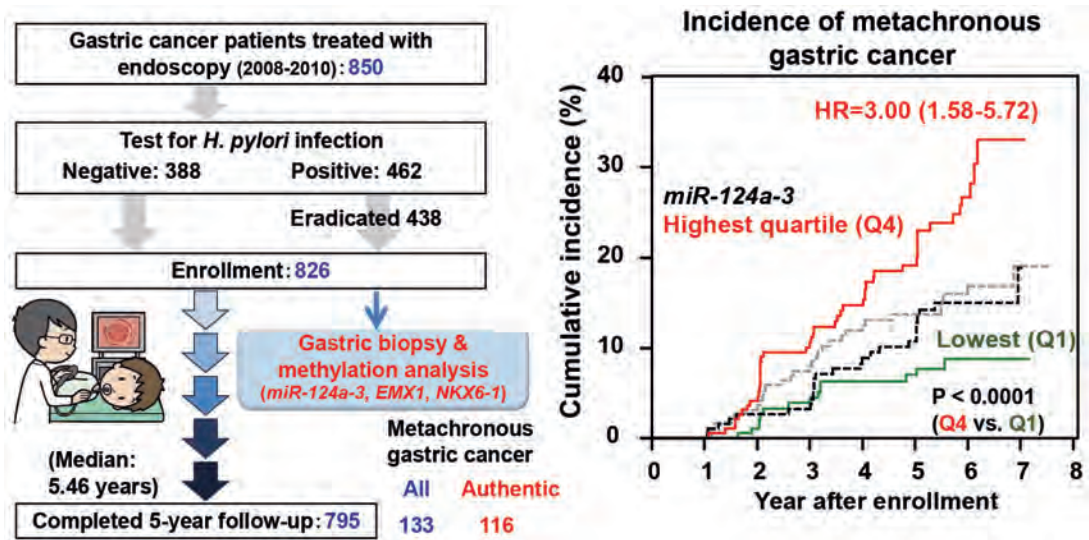 Gastric cancer patients treated with
endoscopy (2008-2010): 850
Test for H. pylori infection
Negative: 388 Positive: 462
Eradicated 438
Enrollment: 826
Gastric biopsy &
methylation analysis
(miR-124a-3, EMX1, NKX6-1)
Metachronous
gastric cancer
All Authentic
133 116
(Median:
5.46 years)
Completed 5-year follow-up: 795
Incidence of metachronous
gastric cancer
Cumulative incidence (%)
40
30
20
10
0
HR=3.00 (1.58-5.72)
miR-124a-3
Highest quartile (Q4)
Lowest (Q1)
P < 0.0001
(Q4 vs. Q1)
0 1 2 3 4 5 6 7 8
Year after enrollment